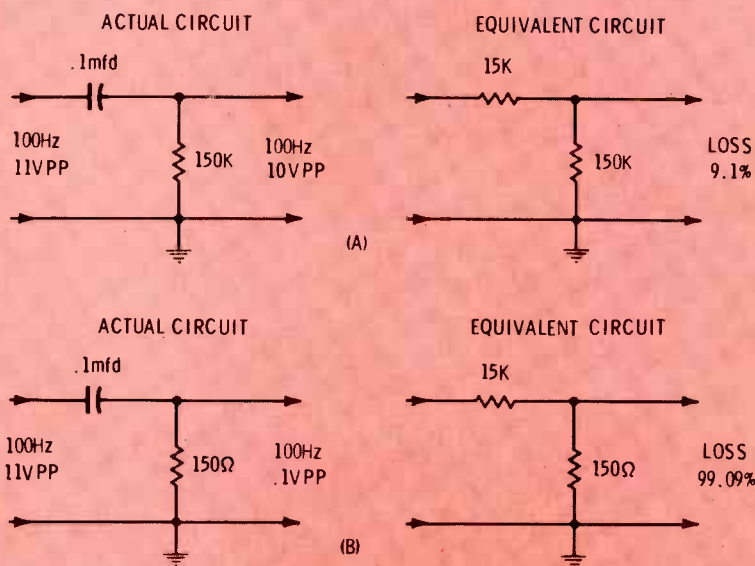 ACTUAL CIRCUIT
EQUIVALENT CIRCUIT
.1mfd
15K
100Hz
11VPP
150K
100Hz
10VPP
150K
LOSS
9.1%
(A)
ACTUAL CIRCUIT
EQUIVALENT CIRCUIT
.1mfd
15K
100Hz
11VPP
150Ω
100Hz
.1VPP
150Ω
LOSS
99.09%
(B)